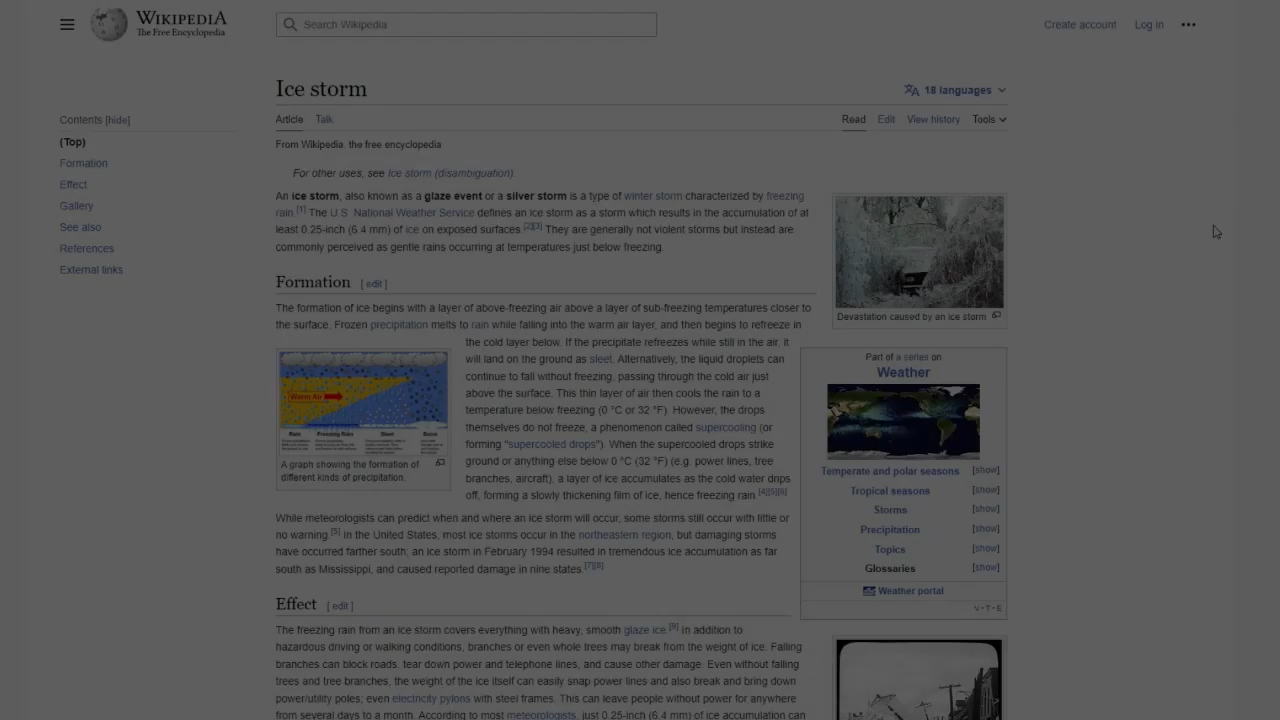 WIKIPEDIA
The Free Encyclopedia
Search Wikipedia
Create account
Log in
Ice storm
18 languages
Contents [hide]
(Top)
Formation
Effect
Gallery
See also
References
External links
Article
Talk
Read
Edit
View history
Tools
From Wikipedia, the free encyclopedia
For other uses, see Ice storm (disambiguation).
An ice storm, also known as a glaze event or a silver storm is a type of winter storm characterized by freezing
rain.[1] The U.S. National Weather Service defines an ice storm as a storm which results in the accumulation of at
least 0.25-inch (6.4 mm) of ice on exposed surfaces.[2][3] They are generally not violent storms but instead are
commonly perceived as gentle rains occurring at temperatures just below freezing.
Devastation caused by an ice storm
Formation [ edit ]
The formation of ice begins with a layer of above-freezing air above a layer of sub-freezing temperatures closer to
the surface. Frozen precipitation melts to rain while falling into the warm air layer, and then begins to refreeze in
the cold layer below. If the precipitate refreezes while still in the air, it
will land on the ground as sleet. Alternatively, the liquid droplets can
continue to fall without freezing, passing through the cold air just
above the surface. This thin layer of air then cools the rain to a
temperature below freezing (0 °C or 32 °F). However, the drops
themselves do not freeze, a phenomenon called supercooling (or
forming "supercooled drops"). When the supercooled drops strike
ground or anything else below 0 °C (32 °F) (e.g. power lines, tree
branches, aircraft), a layer of ice accumulates as the cold water drips
off, forming a slowly thickening film of ice, hence freezing rain.[4][5][6]
Warm Air
Rain
Freezing Rain
Sleet
Snow
A graph showing the formation of
different kinds of precipitation.
Part of a series on
Weather
Temperate and polar seasons [show]
Tropical seasons [show]
Storms [show]
Precipitation [show]
Topics [show]
Glossaries [show]
Weather portal
V·T·E
While meteorologists can predict when and where an ice storm will occur, some storms still occur with little or
no warning.[5] In the United States, most ice storms occur in the northeastern region, but damaging storms
have occurred farther south; an ice storm in February 1994 resulted in tremendous ice accumulation as far
south as Mississippi, and caused reported damage in nine states.[7][8]
Effect [ edit ]
The freezing rain from an ice storm covers everything with heavy, smooth glaze ice.[9] In addition to
hazardous driving or walking conditions, branches or even whole trees may break from the weight of ice. Falling
branches can block roads, tear down power and telephone lines, and cause other damage. Even without falling
trees and tree branches, the weight of the ice itself can easily snap power lines and also break and bring down
power/utility poles; even electricity pylons with steel frames. This can leave people without power for anywhere
from several days to a month. According to most meteorologists, just 0.25-inch (6.4 mm) of ice accumulation can